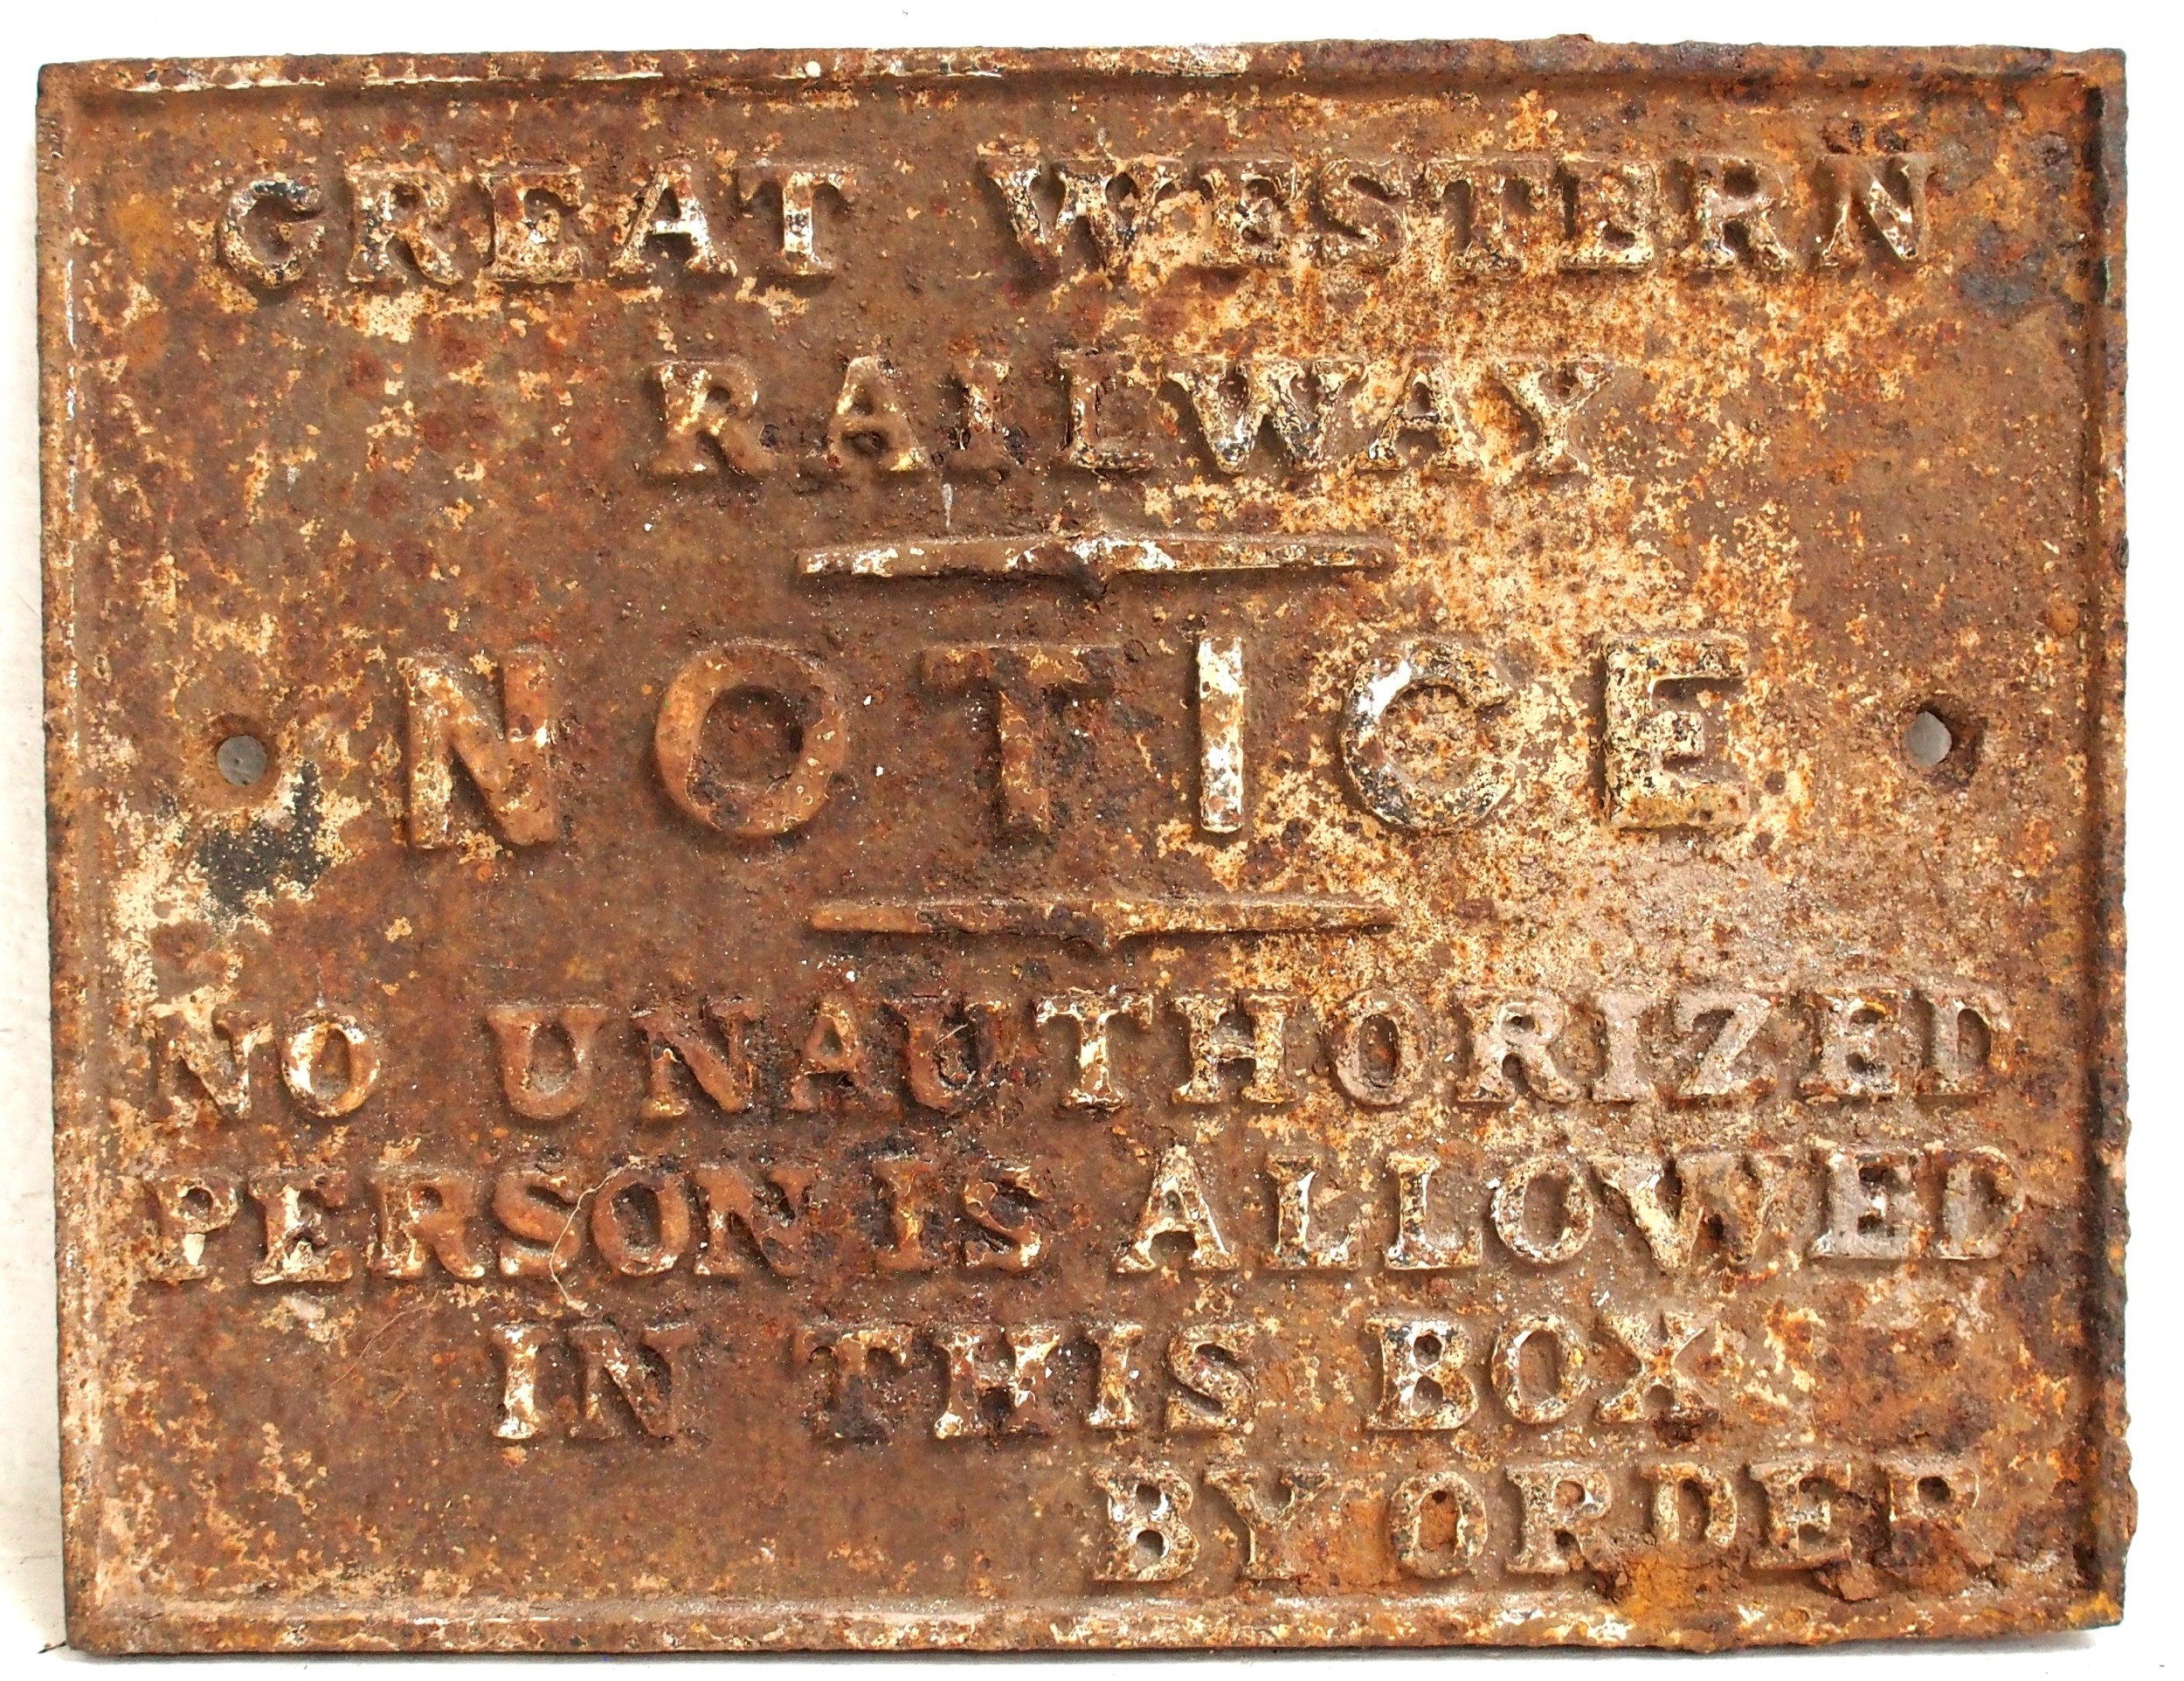 GREAT WESTERN
RAILWAY
NOTICE
NO UNAUTHORIZED
PERSON IS ALLOWED
IN THIS BOX
BY ORDER